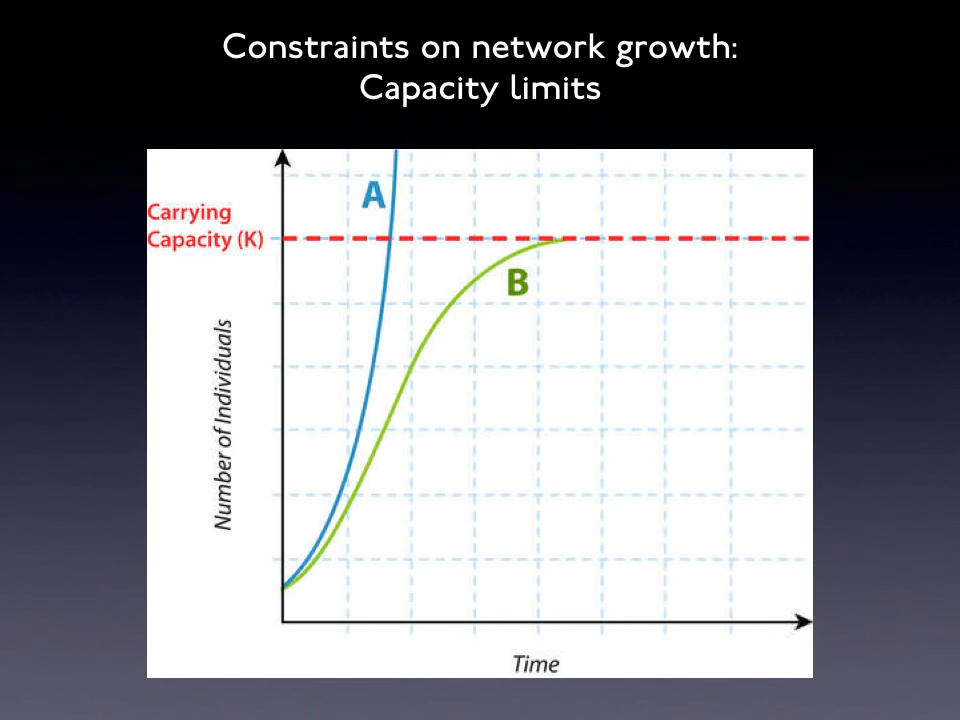 Constraints on network growth:
Capacity limits
A
Carrying
Capacity (K)
B
Number of Individuals
Time